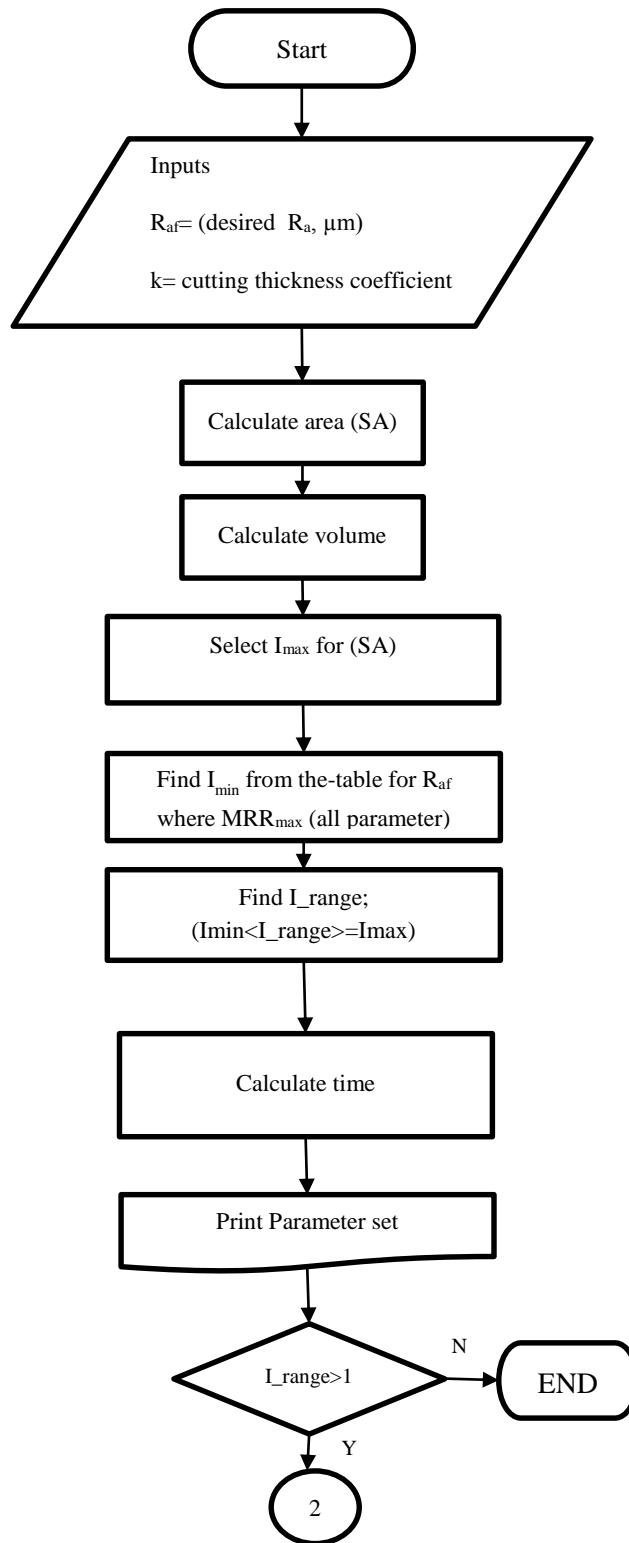 Start
Inputs
Raf= (desired Ra, µm)
k= cutting thickness coefficient
Calculate area (SA)
Calculate volume
Select Imax for (SA)
Find Imin from the-table for Raf
where MRRmax (all parameter)
Find I_range;
(Imin<I_range>=Imax)
Calculate time
Print Parameter set
I_range>1
N
END
Y
2